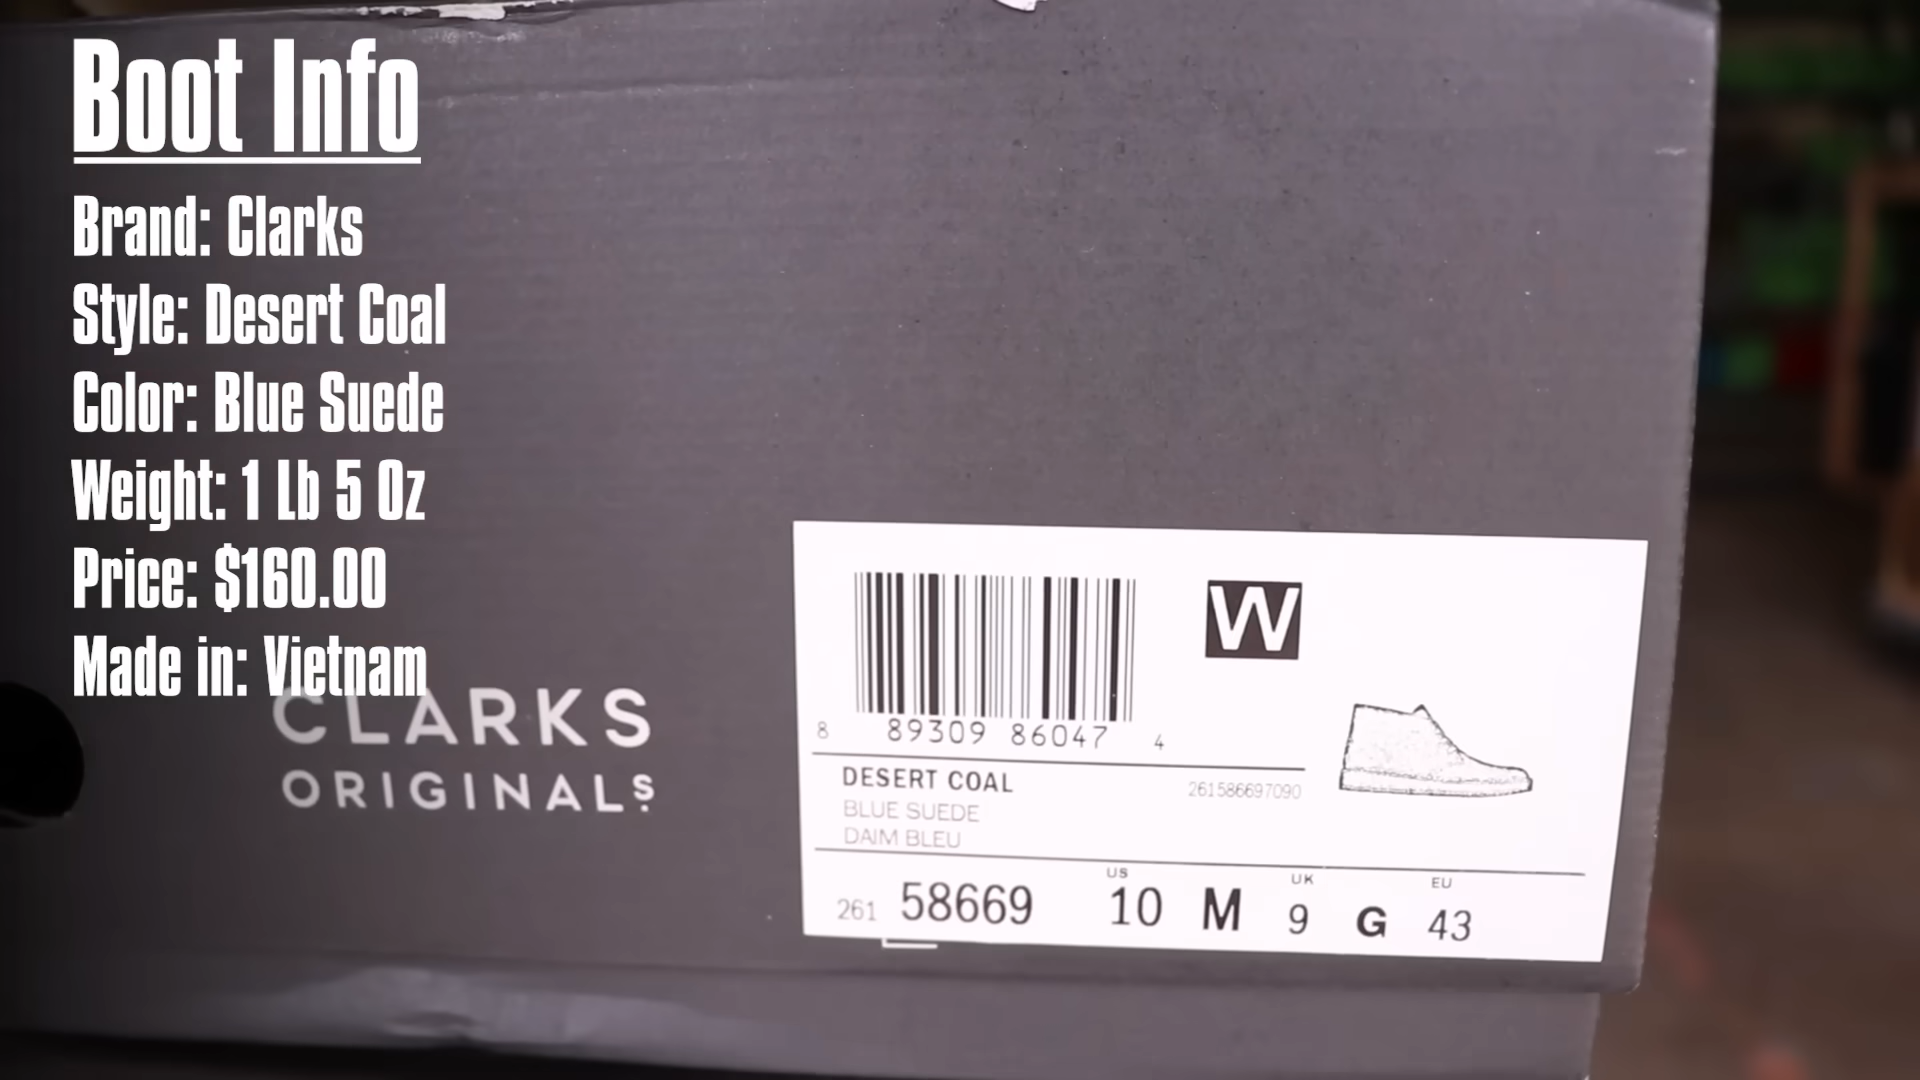 Boot Info
Brand: Clarks
Style: Desert Coal
Color: Blue Suede
Weight: 1 Lb 5 Oz
Price: $160.00
Made in: Vietnam
CLARKS
ORIGINALS.
W
8 89309 86047 4
DESERT COAL 261586697090
BLUE SUEDE
DAIM BLEU
US UK EU
261 58669 10 M 9 G 43